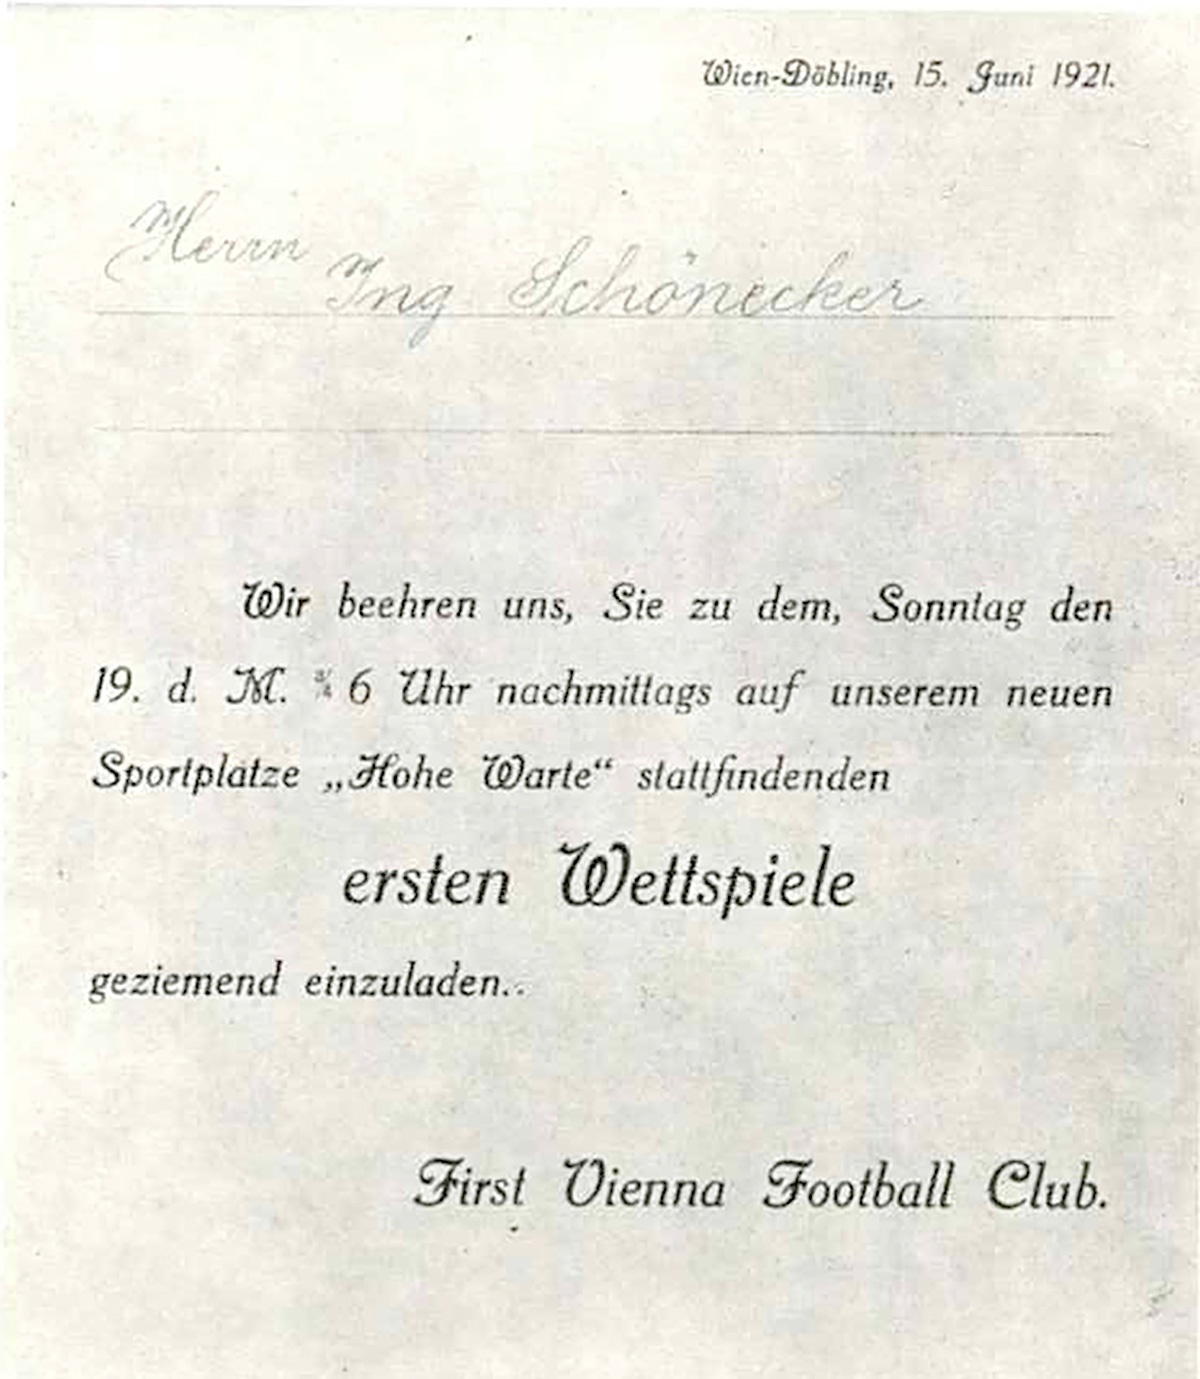 Wien-Döbling, 15. Juni 1921.
Herrn
Ing Schönecker
Wir beehren uns, Sie zu dem, Sonntag den
19. d. M. ¾ 6 Uhr nachmittags auf unserem neuen
Sportplatze „Hohe Warte“ stattfindenden
ersten Wettspiele
geziemend einzuladen.
First Vienna Football Club.